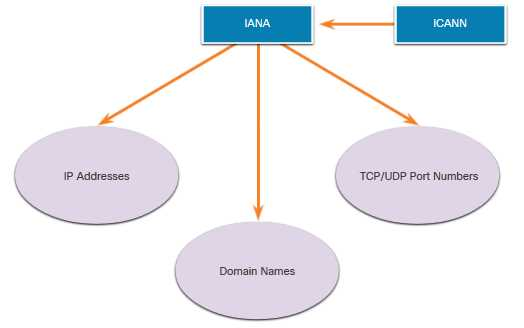 IANA
ICANN
IP Addresses
TCP/UDP Port Numbers
Domain Names